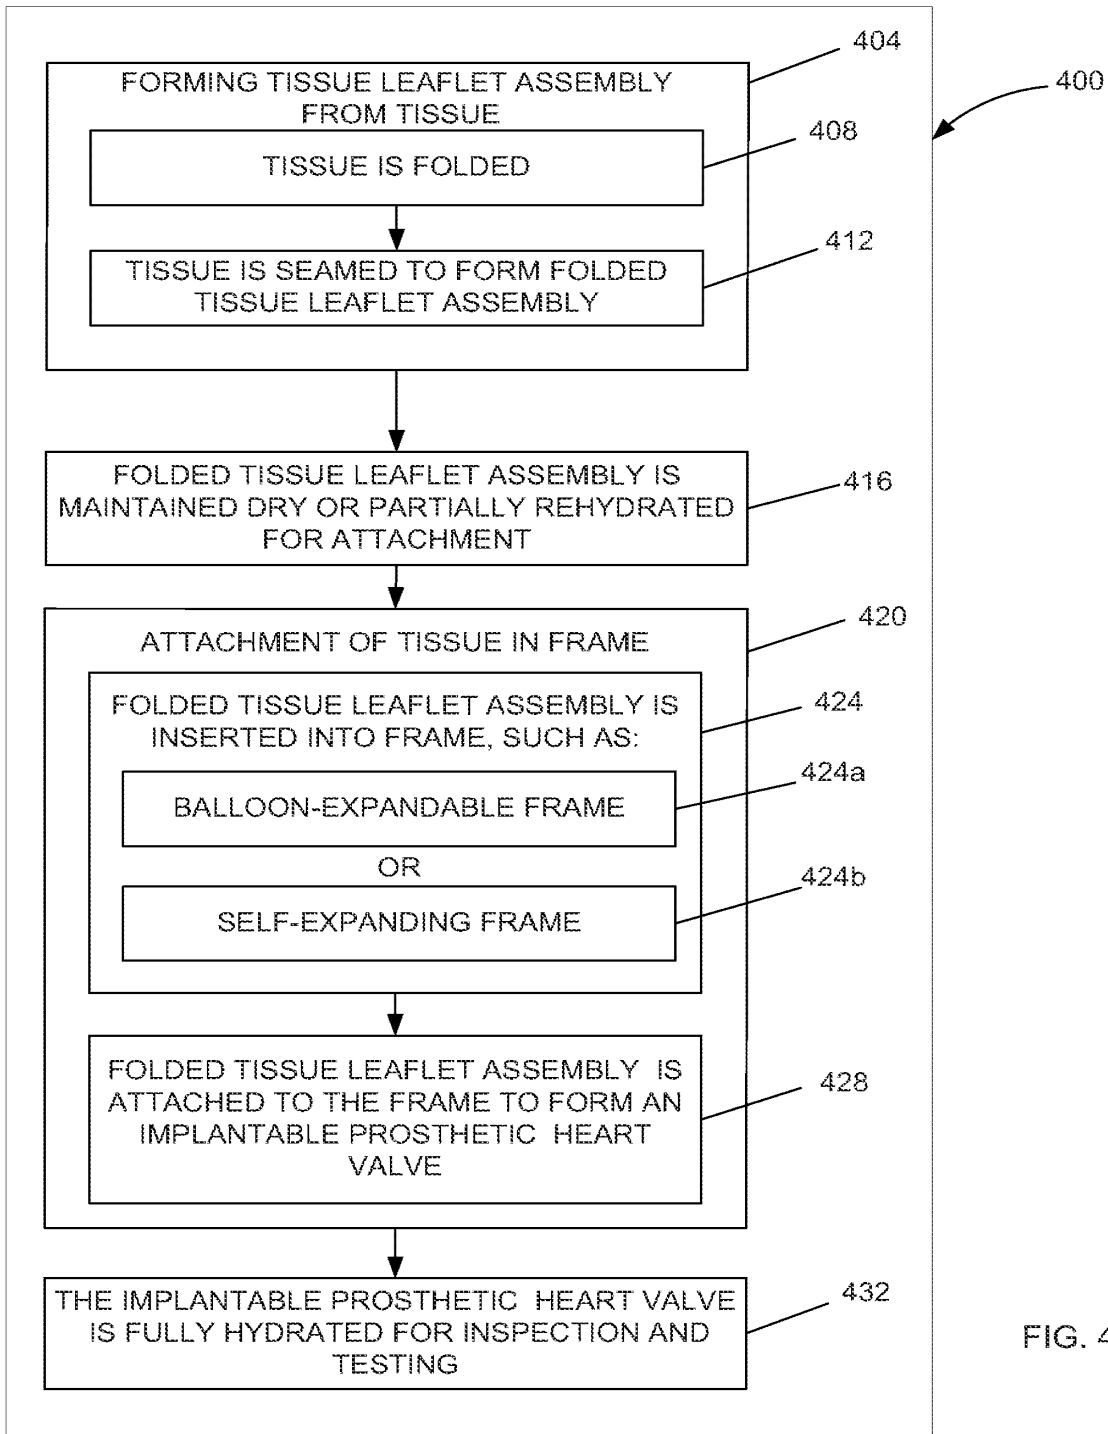 404
400
FORMING TISSUE LEAFLET ASSEMBLY
FROM TISSUE
408
TISSUE IS FOLDED
412
TISSUE IS SEAMED TO FORM FOLDED
TISSUE LEAFLET ASSEMBLY
FOLDED TISSUE LEAFLET ASSEMBLY IS
MAINTAINED DRY OR PARTIALLY REHYDRATED
FOR ATTACHMENT
416
420
ATTACHMENT OF TISSUE IN FRAME
FOLDED TISSUE LEAFLET ASSEMBLY IS
INSERTED INTO FRAME, SUCH AS:
424
424a
BALLOON-EXPANDABLE FRAME
OR
424b
SELF-EXPANDING FRAME
FOLDED TISSUE LEAFLET ASSEMBLY IS
ATTACHED TO THE FRAME TO FORM AN
IMPLANTABLE PROSTHETIC HEART
VALVE
428
THE IMPLANTABLE PROSTHETIC HEART VALVE
IS FULLY HYDRATED FOR INSPECTION AND
TESTING
432
FIG. 4